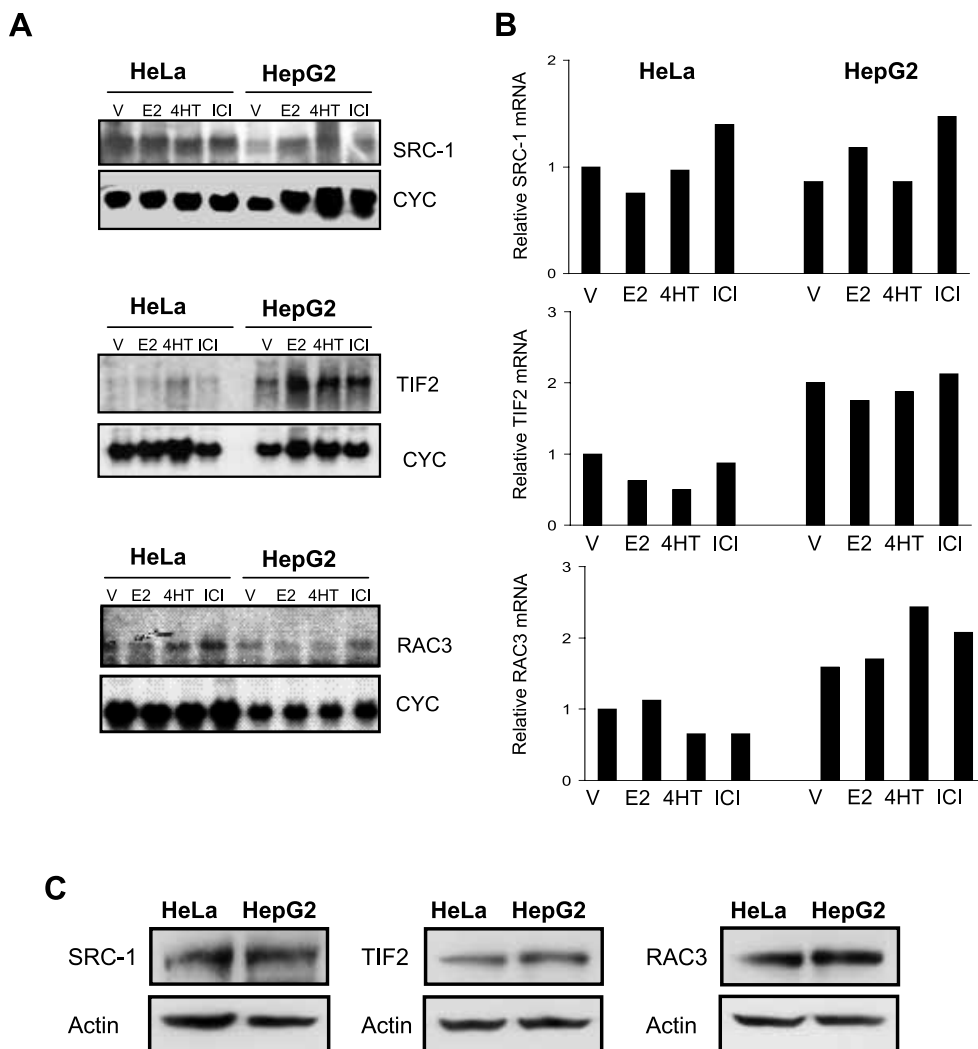 A
HeLa HepG2
V E2 4HT ICI V E2 4HT ICI
SRC-1
CYC
HeLa HepG2
V E2 4HT ICI V E2 4HT ICI
TIF2
CYC
HeLa HepG2
V E2 4HT ICI V E2 4HT ICI
RAC3
CYC
B
HeLa HepG2
Relative SRC-1 mRNA
2
1
0
V E2 4HT ICI V E2 4HT ICI
Relative TIF2 mRNA
3
2
1
0
V E2 4HT ICI V E2 4HT ICI
Relative RAC3 mRNA
3
2
1
0
V E2 4HT ICI V E2 4HT ICI
C
HeLa HepG2
SRC-1
Actin
HeLa HepG2
TIF2
Actin
HeLa HepG2
RAC3
Actin